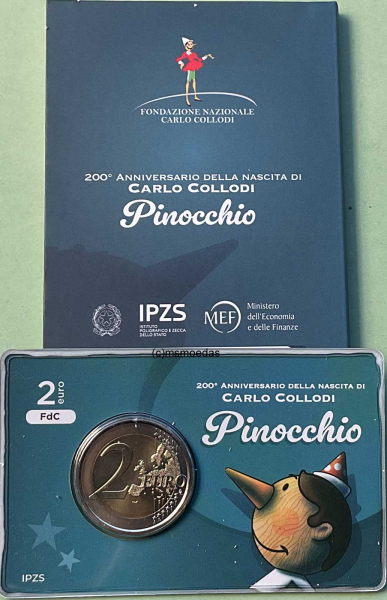 FONDAZIONE NAZIONALE
CARLO COLLODI
200° ANNIVERSARIO DELLA NASCITA DI
CARLO COLLODI
Pinocchio
IPZS
ISTITUTO
POLIGRAFICO E ZECCA
DELLO STATO
MEF
Ministero
dell'Economia
e delle Finanze
(c)msmoedas
2
euro
FdC
200° ANNIVERSARIO DELLA NASCITA DI
CARLO COLLODI
Pinocchio
2 EURO
IPZS